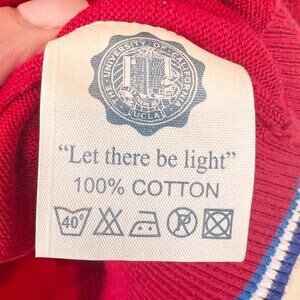 THE UNIVERSITY OF CALIFORNIA
UCLA
“Let there be light”
100% COTTON
40°
P